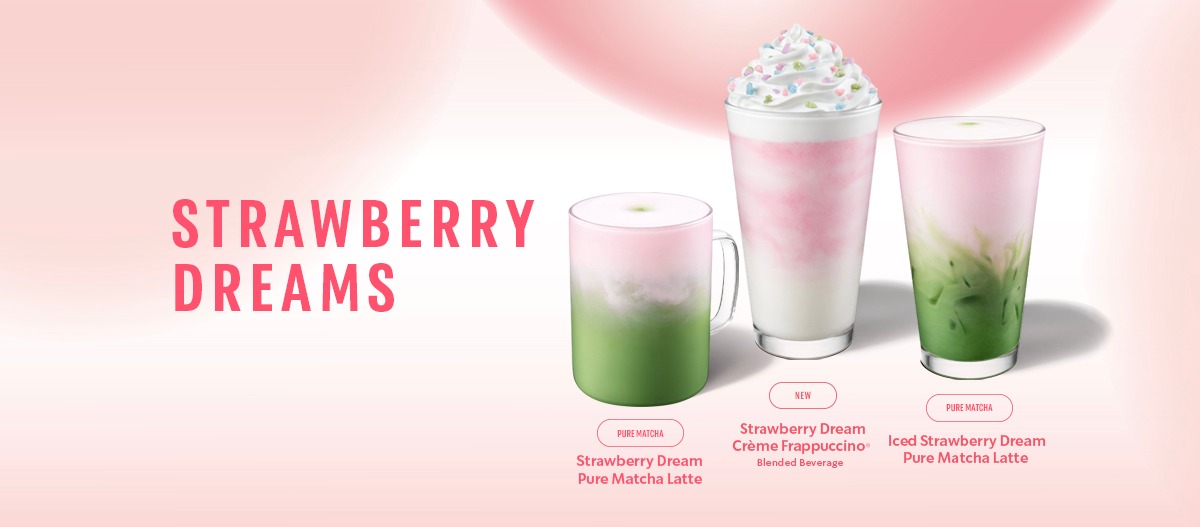 STRAWBERRY
DREAMS
PURE MATCHA
Strawberry Dream
Pure Matcha Latte
NEW
Strawberry Dream
Crème Frappuccino®
Blended Beverage
PURE MATCHA
Iced Strawberry Dream
Pure Matcha Latte